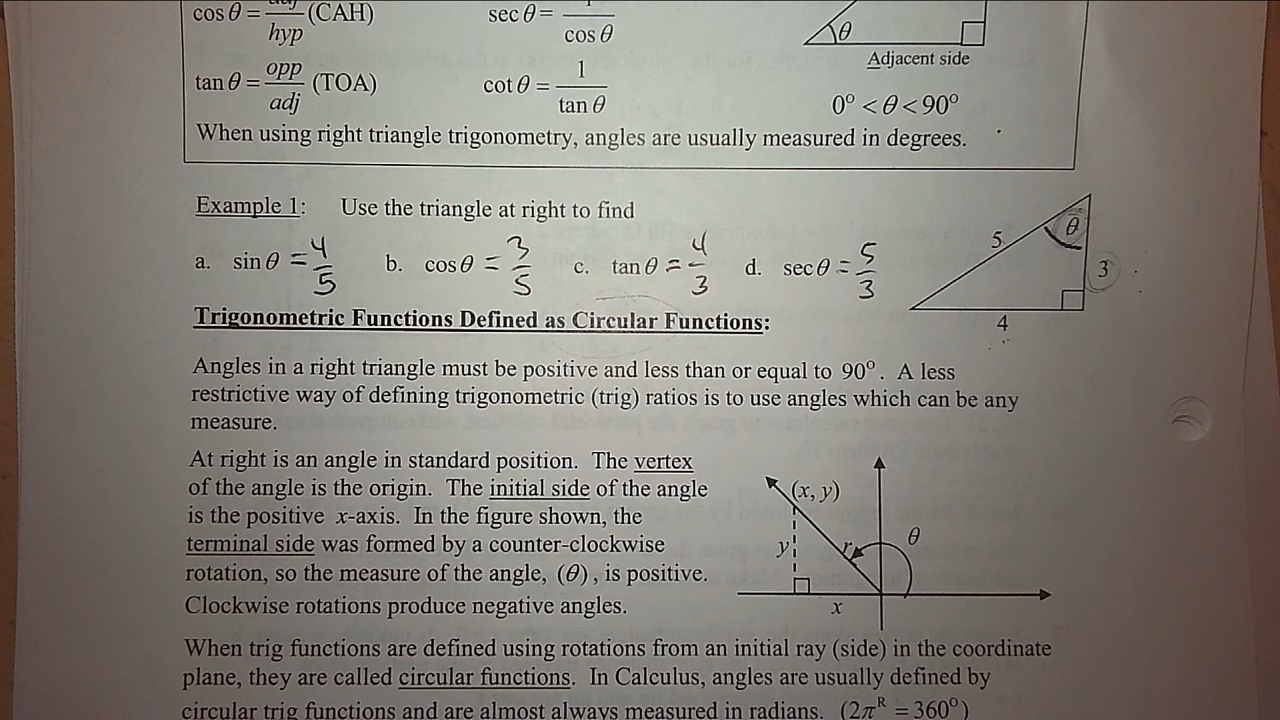 cos θ = adj/hyp (CAH)
sec θ = /cos θ
θ
Adjacent side
tan θ = opp/adj (TOA)
cot θ = 1/tan θ
0° < θ < 90°
When using right triangle trigonometry, angles are usually measured in degrees.
Example 1: Use the triangle at right to find
a. sin θ = 4/5 b. cos θ = 3/5 c. tan θ = 4/3 d. sec θ = 5/3
5
θ
3
4
Trigonometric Functions Defined as Circular Functions:
Angles in a right triangle must be positive and less than or equal to 90°. A less
restrictive way of defining trigonometric (trig) ratios is to use angles which can be any
measure.
At right is an angle in standard position. The vertex
of the angle is the origin. The initial side of the angle
is the positive x-axis. In the figure shown, the
terminal side was formed by a counter-clockwise
rotation, so the measure of the angle, (θ), is positive.
Clockwise rotations produce negative angles.
(x, y)
y
r
θ
x
When trig functions are defined using rotations from an initial ray (side) in the coordinate
plane, they are called circular functions. In Calculus, angles are usually defined by
circular trig functions and are almost always measured in radians. (2π^R = 360°)